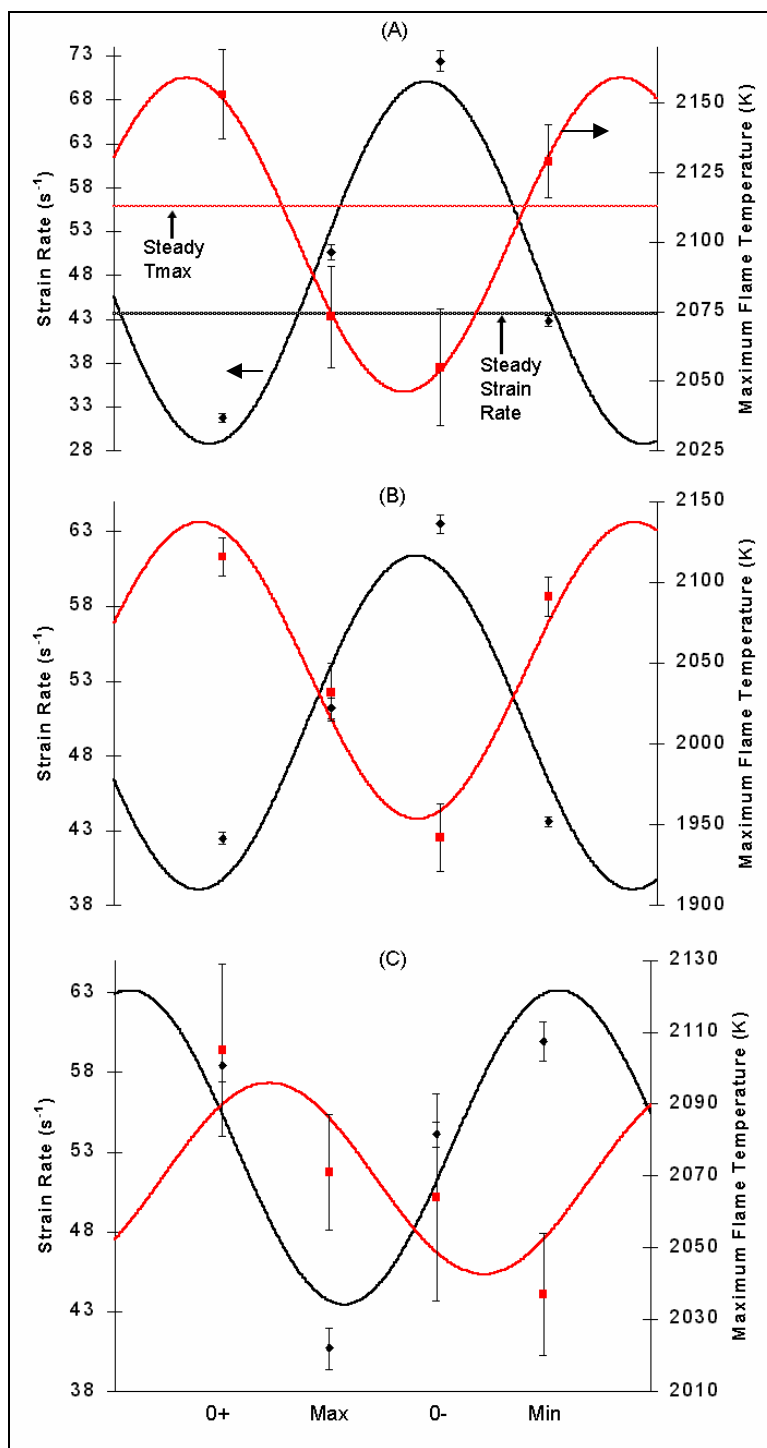 (A)
73
68
63
58
53
48
43
38
33
28
Strain Rate (s⁻¹)
Steady
Tmax
Steady
Strain
Rate
2150
2125
2100
2075
2050
2025
Maximum Flame Temperature (K)
(B)
63
58
53
48
43
38
Strain Rate (s⁻¹)
2150
2100
2050
2000
1950
1900
Maximum Flame Temperature (K)
(C)
63
58
53
48
43
38
Strain Rate (s⁻¹)
2130
2110
2090
2070
2050
2030
2010
Maximum Flame Temperature (K)
0+ Max 0- Min